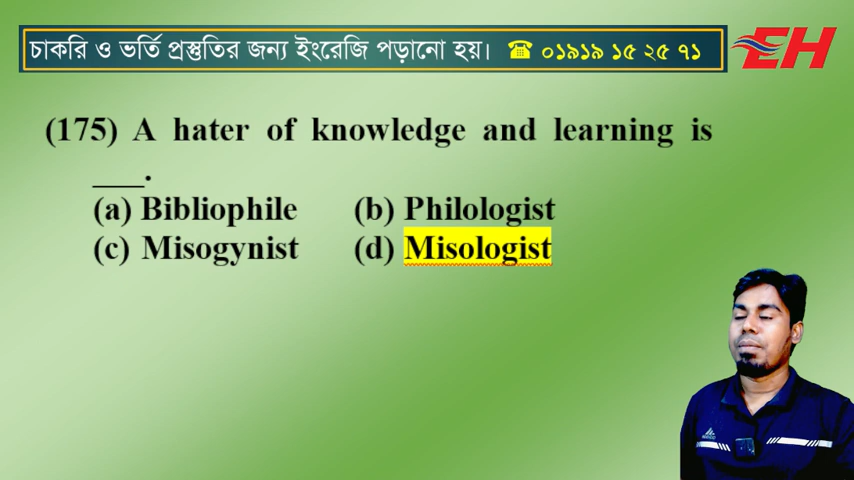 চাকরি ও ভর্তি প্রস্তুতির জন্য ইংরেজি পড়ানো হয়। ☎ ০১৯১৯ ১৫ ২৫ ৭১
EH
(175) A hater of knowledge and learning is
___.
(a) Bibliophile (b) Philologist
(c) Misogynist (d) Misologist